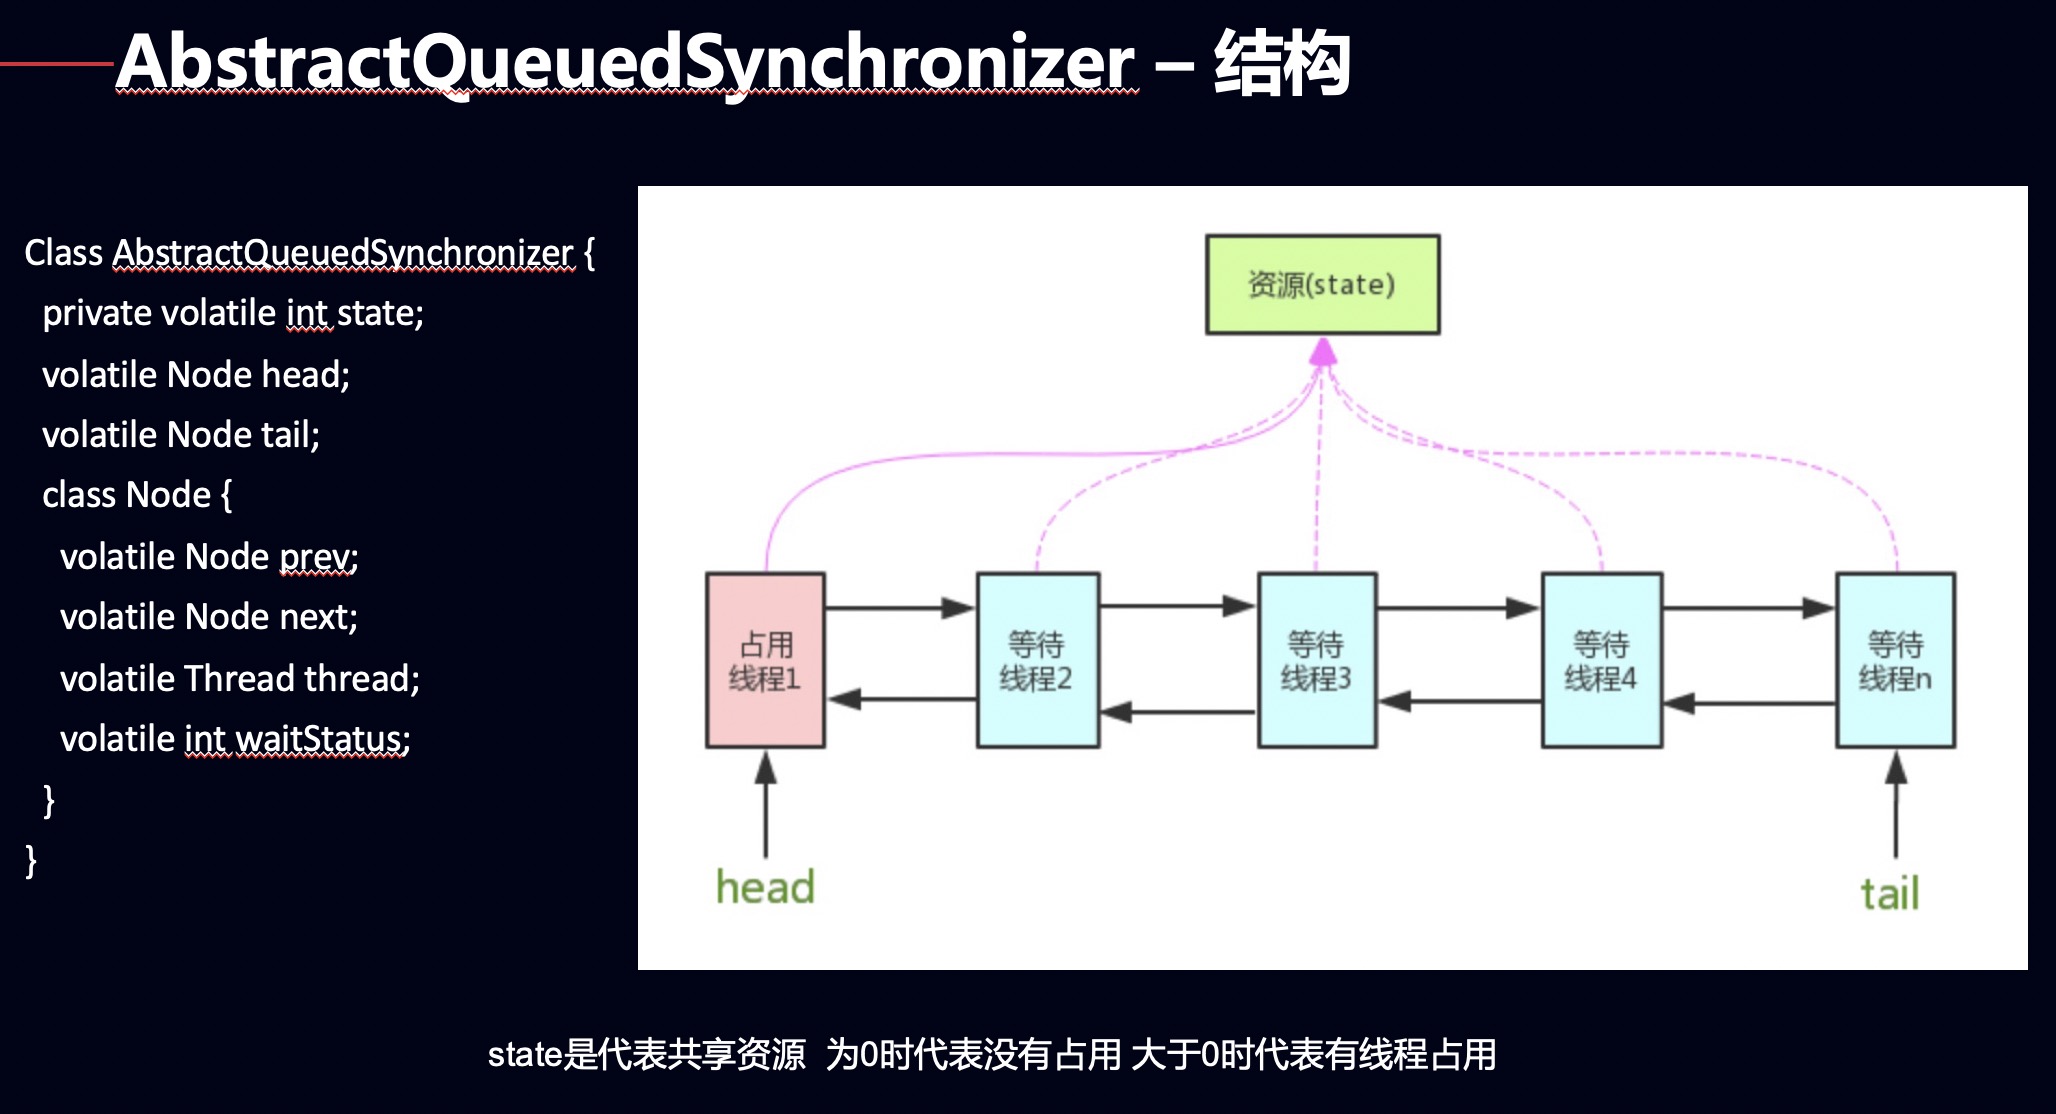 AbstractQueuedSynchronizer – 结构
Class AbstractQueuedSynchronizer {
private volatile int state;
volatile Node head;
volatile Node tail;
class Node {
volatile Node prev;
volatile Node next;
volatile Thread thread;
volatile int waitStatus;
}
}
资源(state)
占用
线程1
等待
线程2
等待
线程3
等待
线程4
等待
线程n
head
tail
state是代表共享资源 为0时代表没有占用 大于0时代表有线程占用